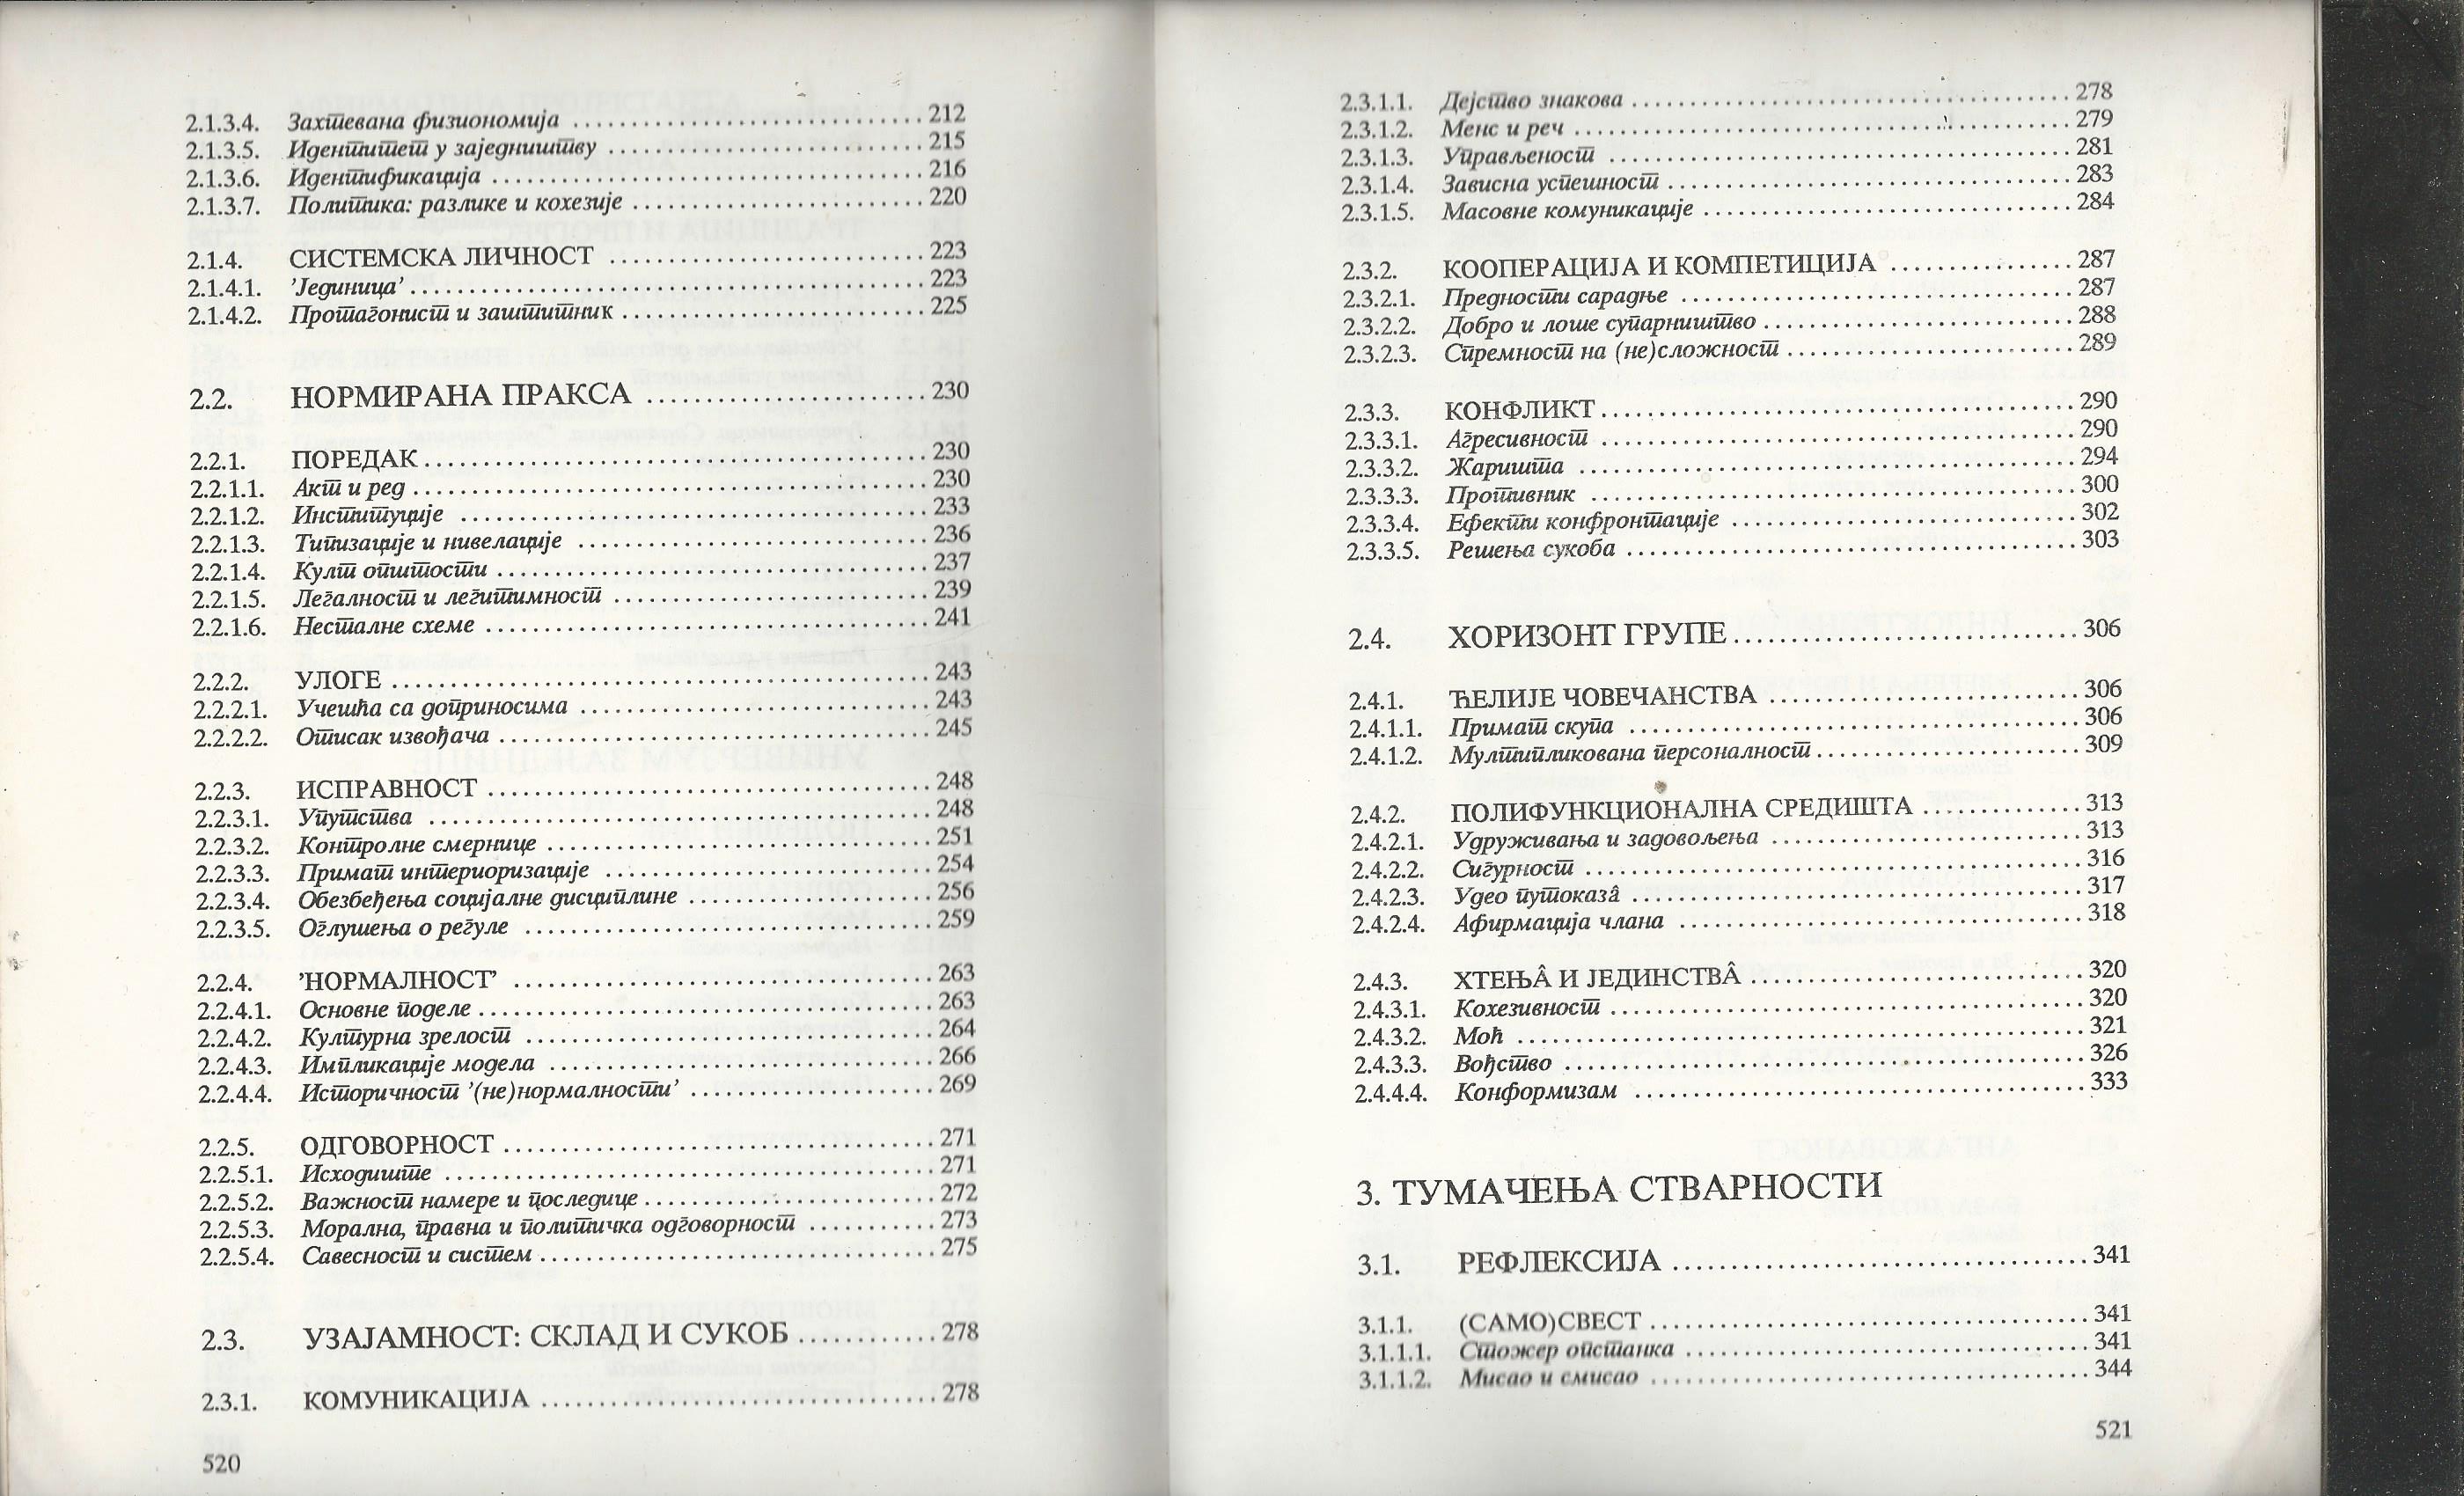 2.1.3.4. Захтевана физиономија ........................................ 212
2.1.3.5. Идентитет у заједништву ........................................ 215
2.1.3.6. Идентификација ........................................ 216
2.1.3.7. Политика: разлике и кохезије ........................................ 220
2.1.4. СИСТЕМСКА ЛИЧНОСТ ........................................ 223
2.1.4.1. ’Јединица’ ........................................ 223
2.1.4.2. Протагонист и заштитник ........................................ 225
2.2. НОРМИРАНА ПРАКСА ........................................ 230
2.2.1. ПОРЕДАК ........................................ 230
2.2.1.1. Акт и ред ........................................ 230
2.2.1.2. Институције ........................................ 233
2.2.1.3. Типизације и нивелације ........................................ 236
2.2.1.4. Култ општости ........................................ 237
2.2.1.5. Легалност и легитимност ........................................ 239
2.2.1.6. Несталне схеме ........................................ 241
2.2.2. УЛОГЕ ........................................ 243
2.2.2.1. Учешћа са доприносима ........................................ 243
2.2.2.2. Отисак извођача ........................................ 245
2.2.3. ИСПРАВНОСТ ........................................ 248
2.2.3.1. Упутства ........................................ 248
2.2.3.2. Контролне смернице ........................................ 251
2.2.3.3. Примат интериоризације ........................................ 254
2.2.3.4. Обезбеђења социјалне дисциплине ........................................ 256
2.2.3.5. Оглушења о регуле ........................................ 259
2.2.4. ’НОРМАЛНОСТ’ ........................................ 263
2.2.4.1. Основне поделе ........................................ 263
2.2.4.2. Културна зрелост ........................................ 264
2.2.4.3. Импликације модела ........................................ 266
2.2.4.4. Историчност ’(не)нормалности’ ........................................ 269
2.2.5. ОДГОВОРНОСТ ........................................ 271
2.2.5.1. Исходиште ........................................ 271
2.2.5.2. Важност намере и последице ........................................ 272
2.2.5.3. Морална, правна и политичка одговорност ........................................ 273
2.2.5.4. Савесност и систем ........................................ 275
2.3. УЗАЈАМНОСТ: СКЛАД И СУКОБ ........................................ 278
2.3.1. КОМУНИКАЦИЈА ........................................ 278
520
2.3.1.1. Дејство знакова ........................................ 278
2.3.1.2. Менс и реч ........................................ 279
2.3.1.3. Управљеност ........................................ 281
2.3.1.4. Зависна успешност ........................................ 283
2.3.1.5. Масовне комуникације ........................................ 284
2.3.2. КООПЕРАЦИЈА И КОМПЕТИЦИЈА ........................................ 287
2.3.2.1. Предности сарадње ........................................ 287
2.3.2.2. Добро и лоше супарништво ........................................ 288
2.3.2.3. Спремност на (не)сложност ........................................ 289
2.3.3. КОНФЛИКТ ........................................ 290
2.3.3.1. Агресивност ........................................ 290
2.3.3.2. Жаришта ........................................ 294
2.3.3.3. Противник ........................................ 300
2.3.3.4. Ефекти конфронтације ........................................ 302
2.3.3.5. Решења сукоба ........................................ 303
2.4. ХОРИЗОНТ ГРУПЕ ........................................ 306
2.4.1. ЋЕЛИЈЕ ЧОВЕЧАНСТВА ........................................ 306
2.4.1.1. Примат скупа ........................................ 306
2.4.1.2. Мултипликована персоналност ........................................ 309
2.4.2. ПОЛИФУНКЦИОНАЛНА СРЕДИШТА ........................................ 313
2.4.2.1. Удруживања и задовољења ........................................ 313
2.4.2.2. Сигурност ........................................ 316
2.4.2.3. Удео путоказâ ........................................ 317
2.4.2.4. Афирмација члана ........................................ 318
2.4.3. ХТЕЊÂ И ЈЕДИНСТВÂ ........................................ 320
2.4.3.1. Кохезивност ........................................ 320
2.4.3.2. Моћ ........................................ 321
2.4.3.3. Вођство ........................................ 326
2.4.4.4. Конформизам ........................................ 333
3. ТУМАЧЕЊА СТВАРНОСТИ
3.1. РЕФЛЕКСИЈА ........................................ 341
3.1.1. (САМО)СВЕСТ ........................................ 341
3.1.1.1. Стожер опстанка ........................................ 341
3.1.1.2. Мисао и смисао ........................................ 344
521